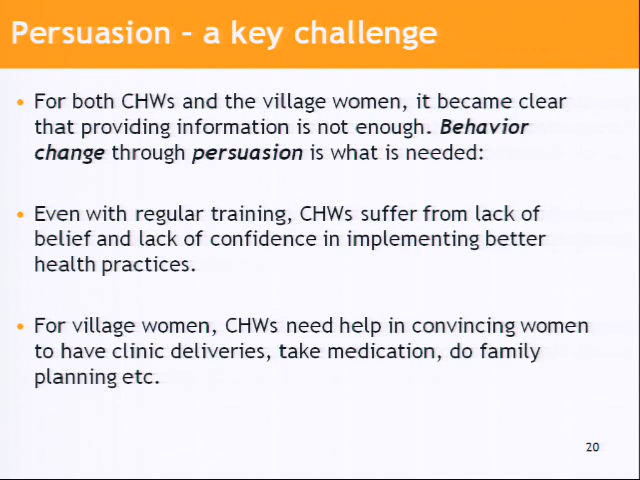 Persuasion - a key challenge
• For both CHWs and the village women, it became clear
that providing information is not enough. Behavior
change through persuasion is what is needed:
• Even with regular training, CHWs suffer from lack of
belief and lack of confidence in implementing better
health practices.
• For village women, CHWs need help in convincing women
to have clinic deliveries, take medication, do family
planning etc.
20